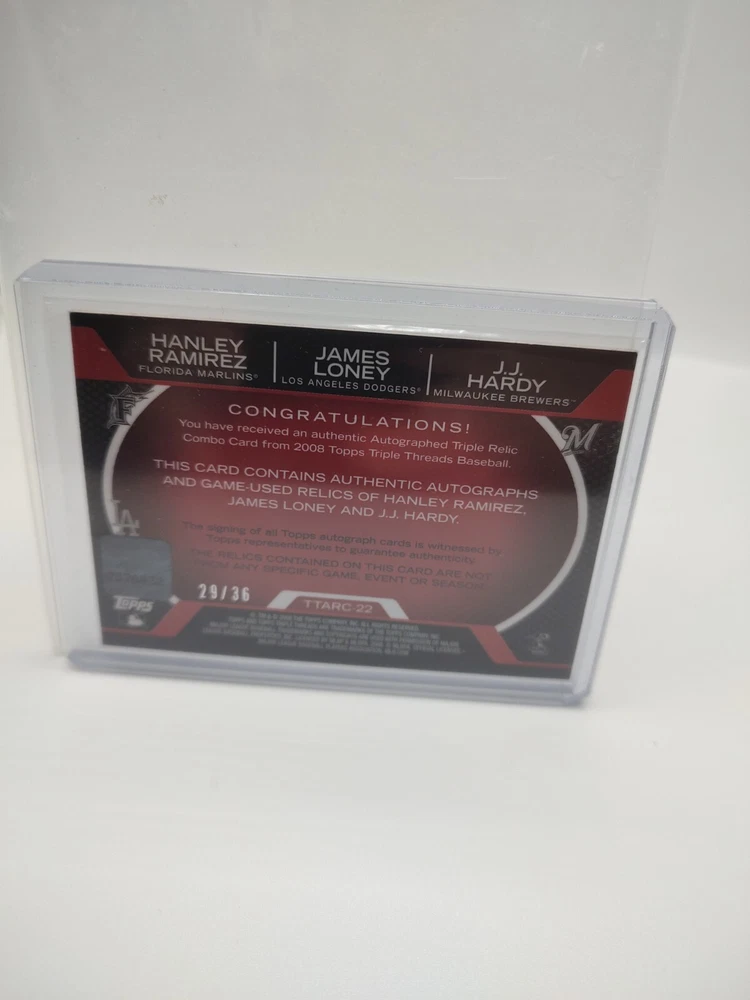 HANLEY
RAMIREZ
FLORIDA MARLINS®
JAMES
LONEY
LOS ANGELES DODGERS®
J.J.
HARDY
MILWAUKEE BREWERS™
F
M
LA
CONGRATULATIONS!
You have received an authentic Autographed Triple Relic
Combo Card from 2008 Topps Triple Threads Baseball.
THIS CARD CONTAINS AUTHENTIC AUTOGRAPHS
AND GAME-USED RELICS OF HANLEY RAMIREZ,
JAMES LONEY AND J.J. HARDY.
The signing of all Topps autograph cards is witnessed by
Topps representatives to guarantee authenticity.
THE RELICS CONTAINED ON THIS CARD ARE NOT
FROM ANY SPECIFIC GAME, EVENT OR SEASON.
29/36
TOPPS
TTARC-22